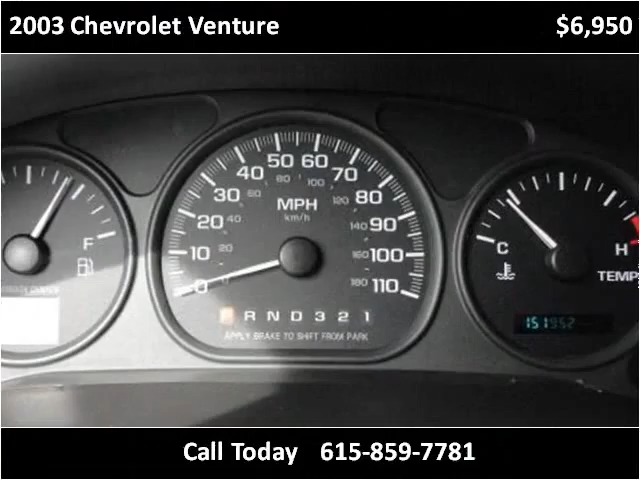 2003 Chevrolet Venture $6,950
50 60
40 70
80 100
30 60 120 80
MPH
km/h
20 40 140 90
F
10 20 160 100
C H
TEMP
0 0 180 110
P R N D 3 2 1
151952
APPLY BRAKE TO SHIFT FROM PARK
Call Today 615-859-7781